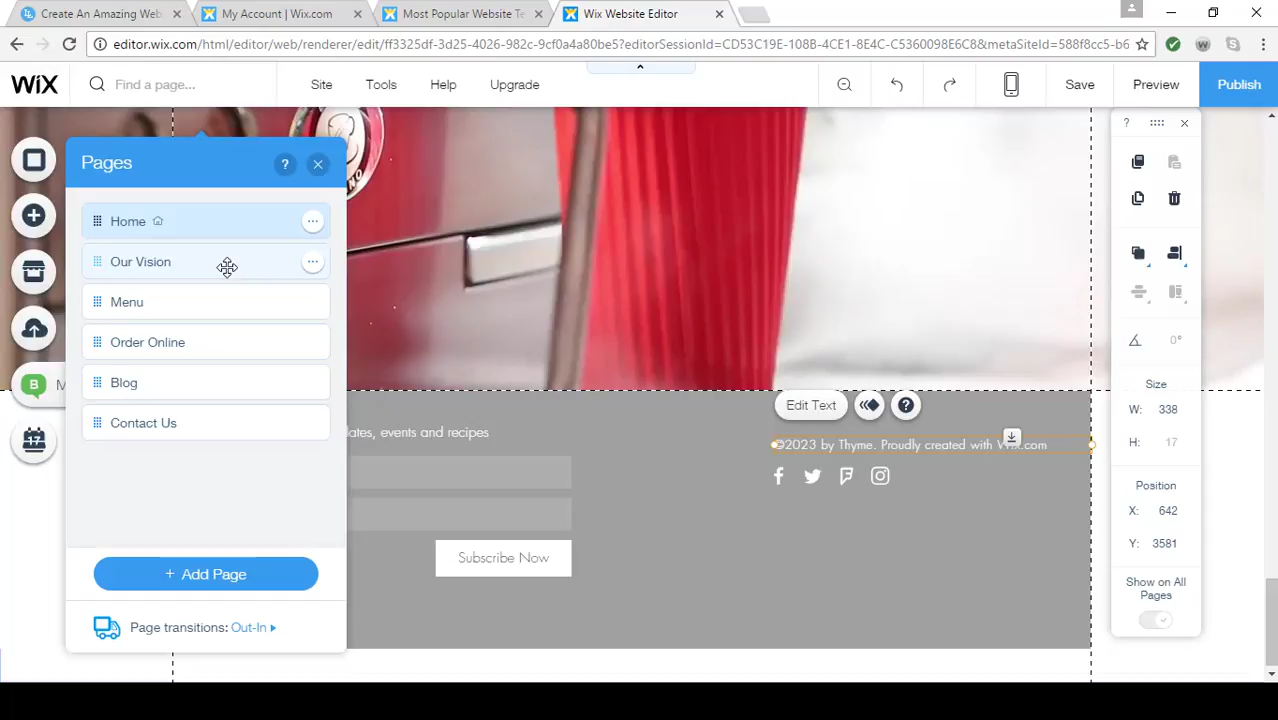 Create An Amazing Web
My Account | Wix.com
Most Popular Website Te
Wix Website Editor
editor.wix.com/html/editor/web/renderer/edit/ff3325df-3d25-4026-982c-9cf0a4a80be5?editorSessionId=CD53C19E-108B-4CE1-8E4C-C5360098E6C8&metaSiteId=588f8cc5-b6
WiX
Find a page...
Site
Tools
Help
Upgrade
Save
Preview
Publish
Pages
?
Home
Our Vision
Menu
Order Online
Blog
Contact Us
+ Add Page
Page transitions: Out-In
B
M
17
lates, events and recipes
Subscribe Now
Edit Text
?
©2023 by Thyme. Proudly created with Wix.com
?
0°
Size
W: 338
H: 17
Position
X: 642
Y: 3581
Show on All
Pages